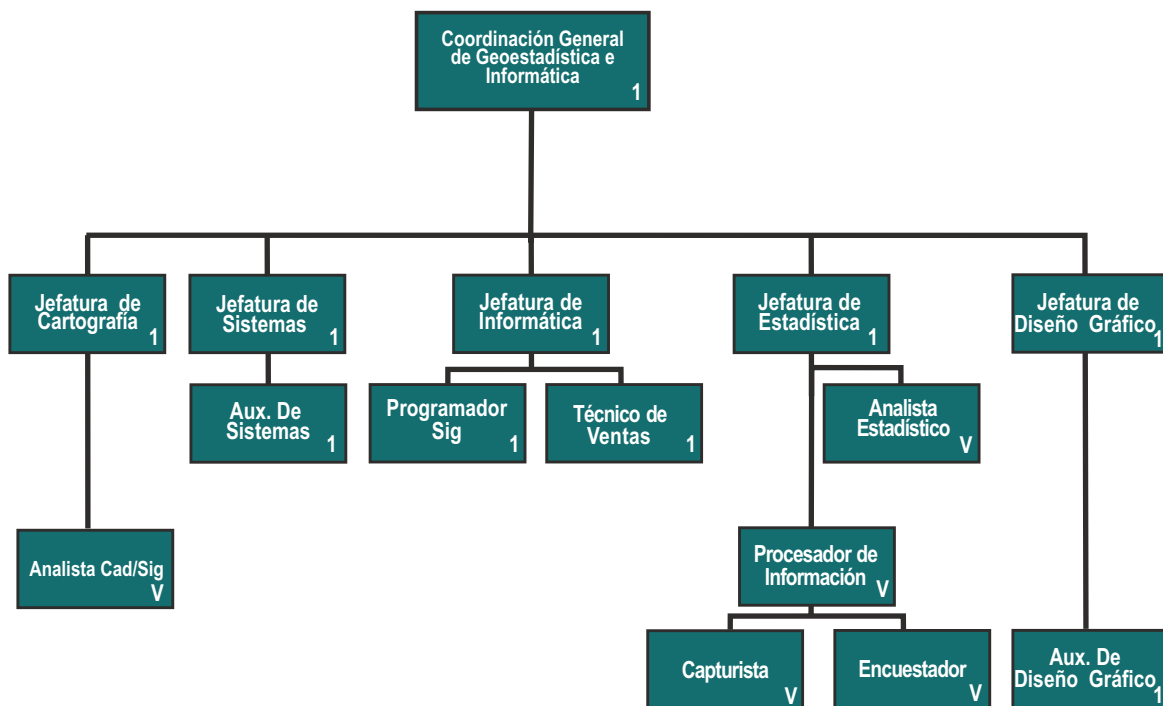 Coordinación General
de Geoestadística e
Informática
1
Jefatura de
Cartografía
1
Jefatura de
Sistemas
1
Jefatura de
Informática
1
Jefatura de
Estadística
1
Jefatura de
Diseño Gráfico
1
Aux. De
Sistemas
1
Programador
Sig
1
Técnico de
Ventas
1
Analista
Estadístico
V
Analista Cad/Sig
V
Procesador de
Información
V
Capturista
V
Encuestador
V
Aux. De
Diseño Gráfico
1